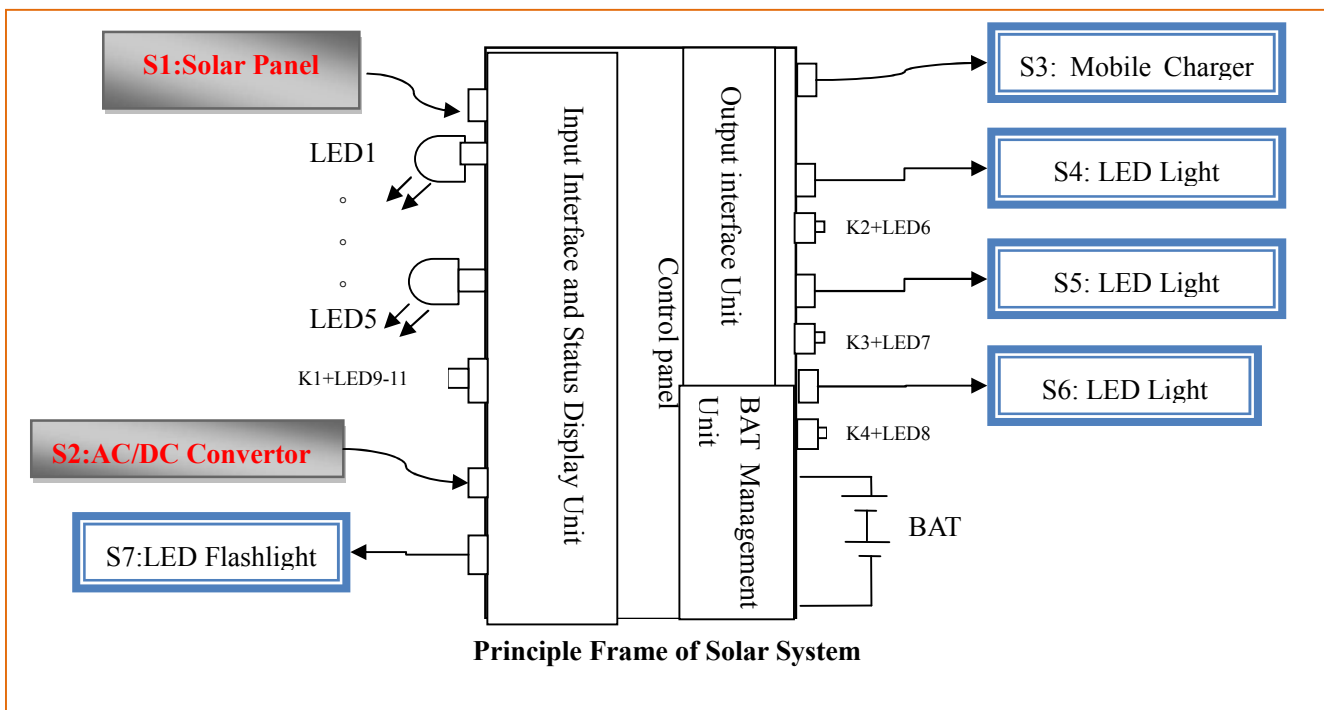 S1:Solar Panel
LED1
。
。
。
LED5
K1+LED9-11
S2:AC/DC Convertor
S7:LED Flashlight
Input Interface and Status Display Unit
Control panel
Output interface Unit
BAT Management
Unit
S3: Mobile Charger
S4: LED Light
K2+LED6
S5: LED Light
K3+LED7
S6: LED Light
K4+LED8
BAT
Principle Frame of Solar System